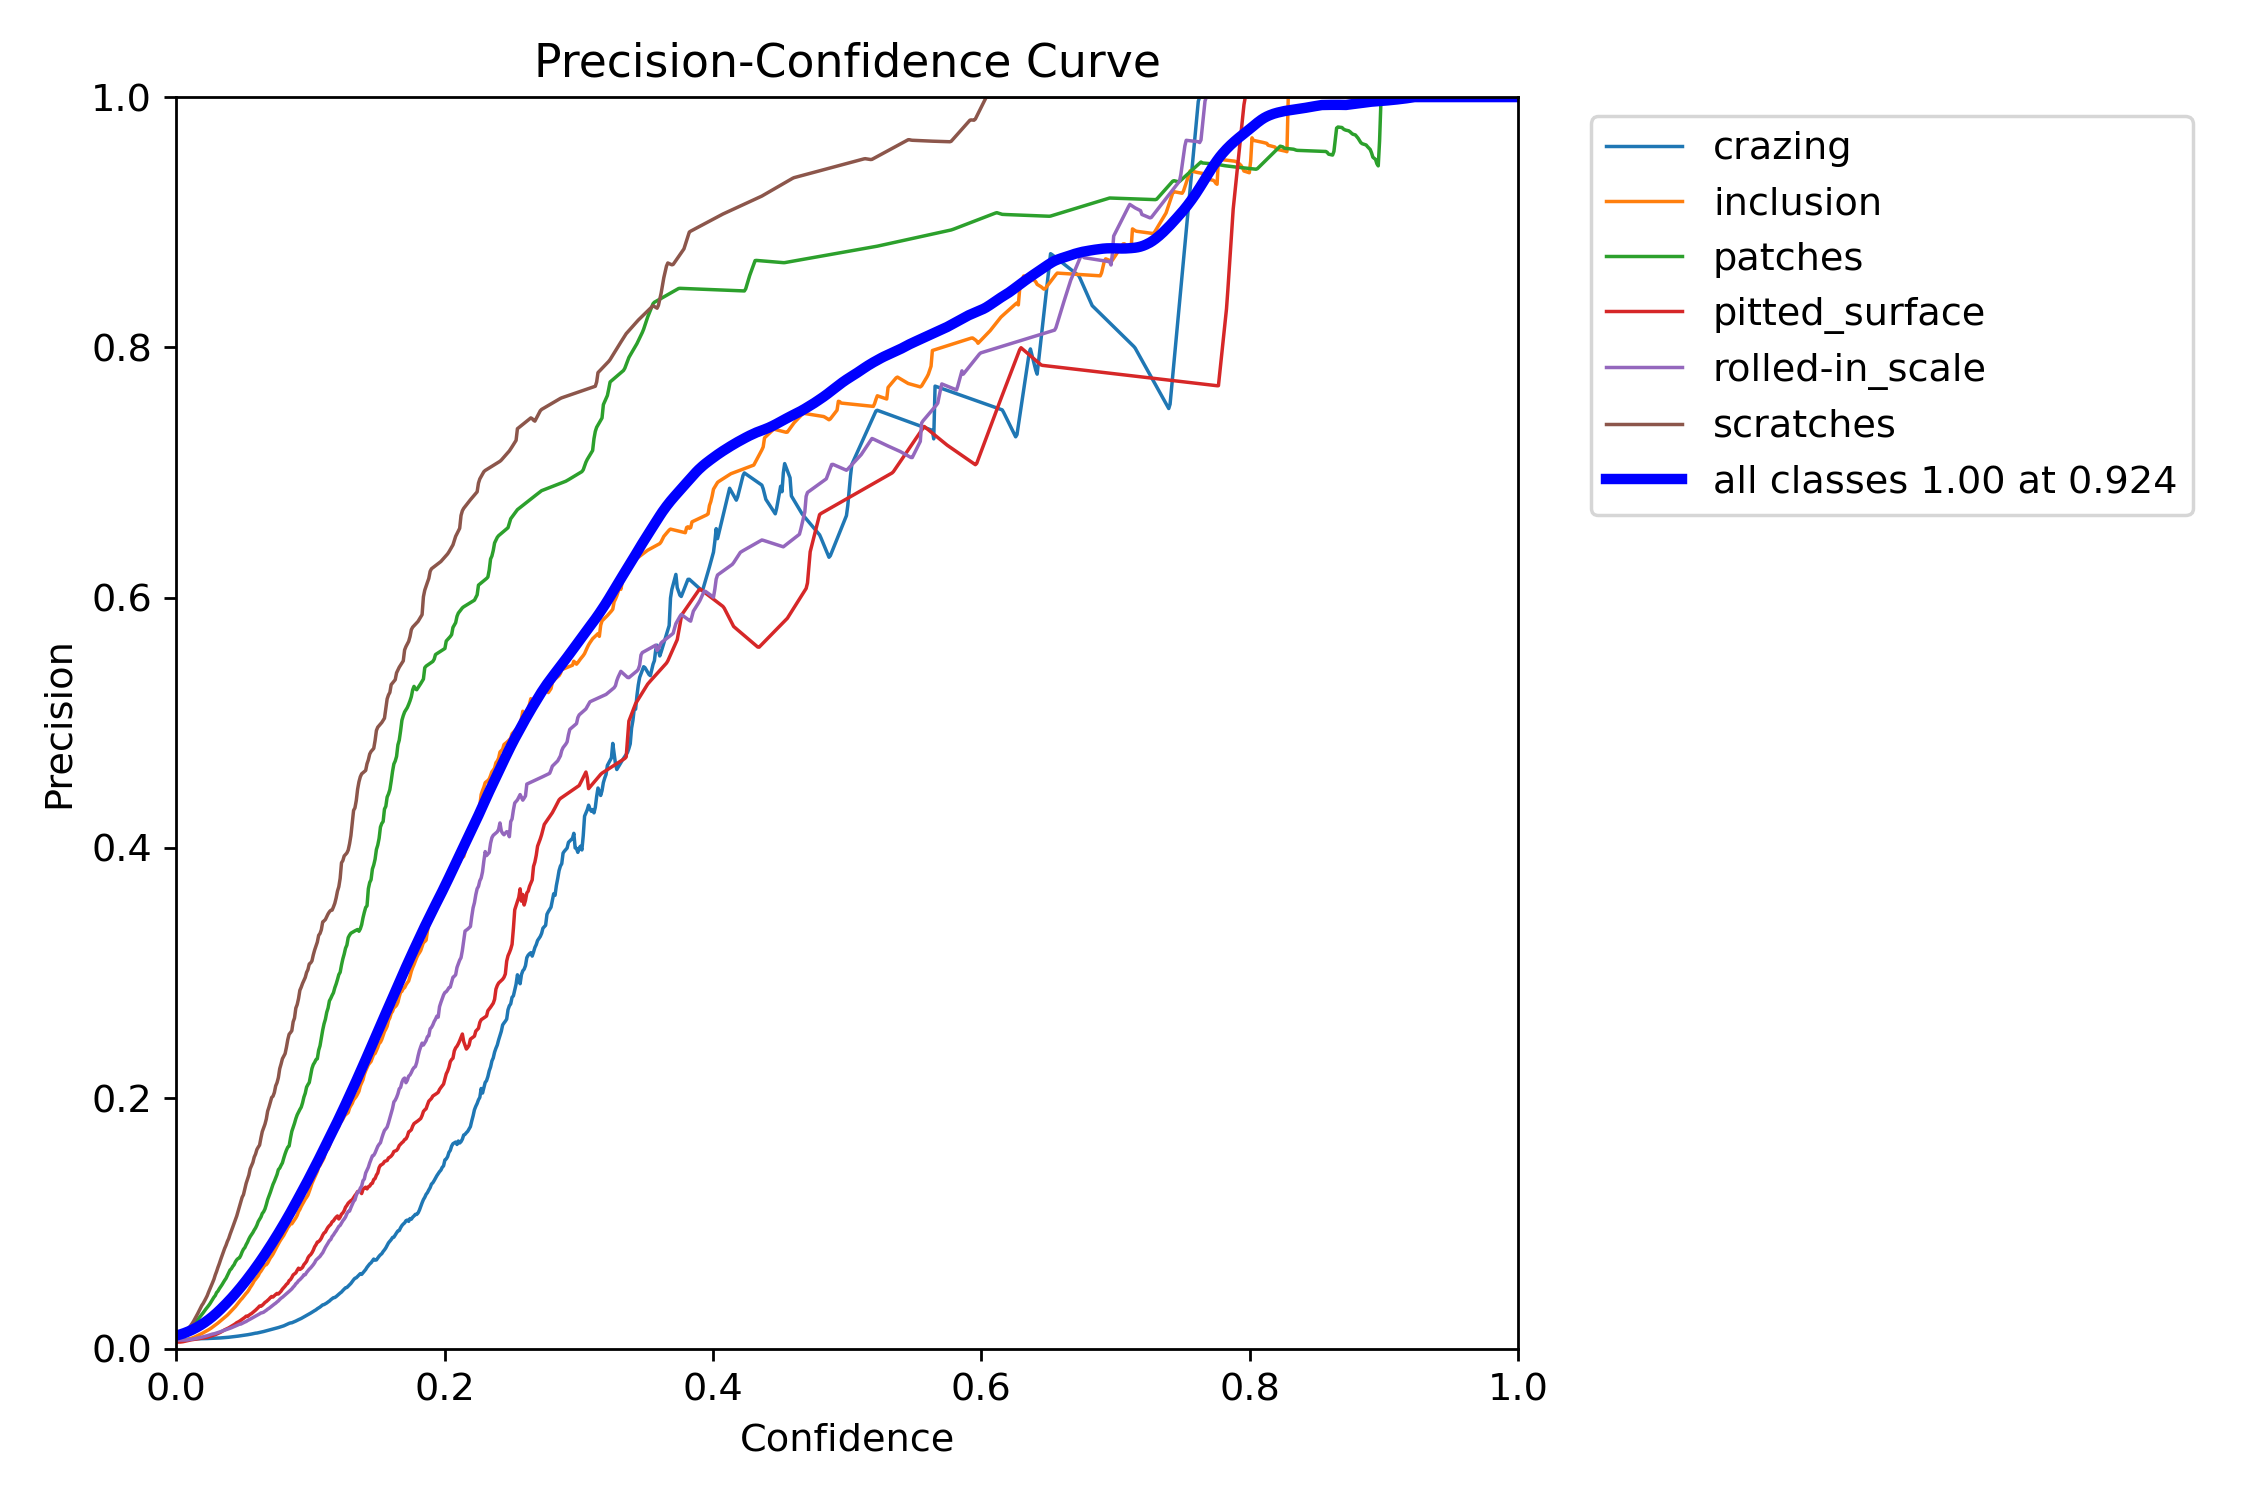 Precision-Confidence Curve
1.0
0.8
0.6
0.4
0.2
0.0
Precision
0.0 0.2 0.4 0.6 0.8 1.0
Confidence
crazing
inclusion
patches
pitted_surface
rolled-in_scale
scratches
all classes 1.00 at 0.924